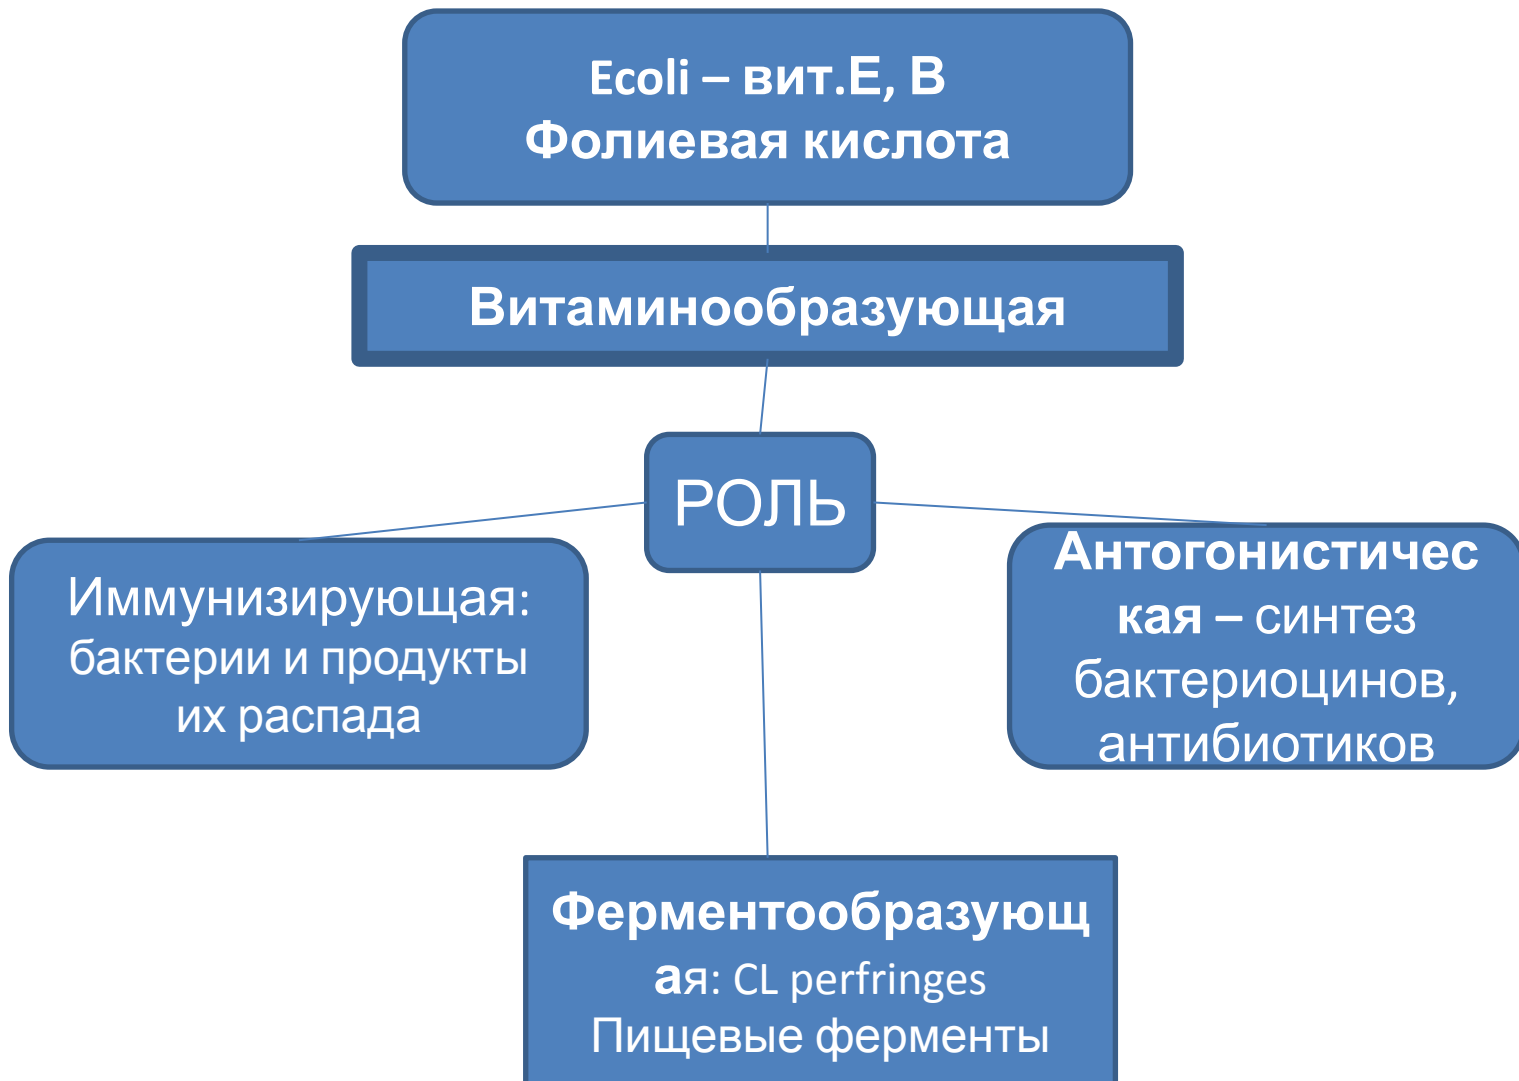 Ecoli – вит.Е, В
Фолиевая кислота
Витаминообразующая
РОЛЬ
Иммунизирующая:
бактерии и продукты
их распада
Антогонистичес
кая – синтез
бактериоцинов,
антибиотиков
Ферментообразующ
ая: CL perfringes
Пищевые ферменты